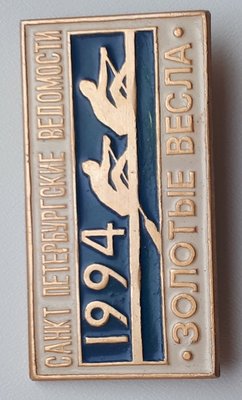 САНКТ ПЕТЕРБУРГСКИЕ ВЕДОМОСТИ
1994
• ЗОЛОТЫЕ ВЕСЛА •